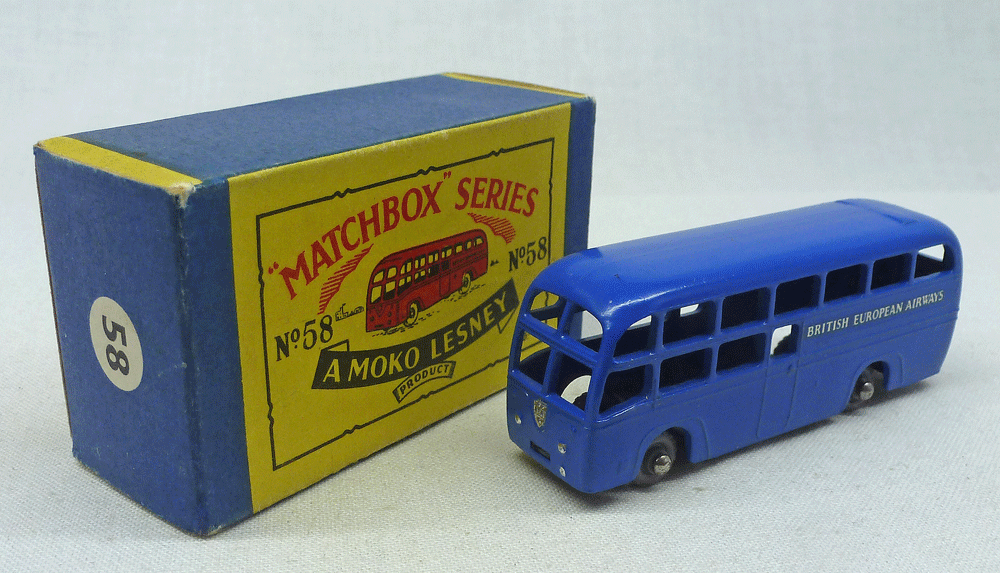 "MATCHBOX" SERIES
Nº58
Nº58
A MOKO LESNEY
PRODUCT
58
BRITISH EUROPEAN AIRWAYS